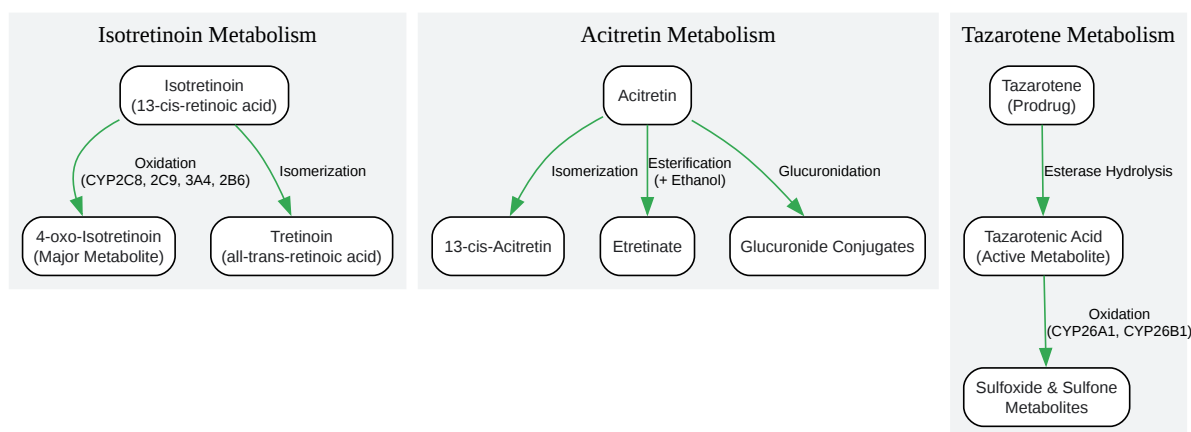 Isotretinoin Metabolism
Isotretinoin
(13-cis-retinoic acid)
Oxidation
(CYP2C8, 2C9, 3A4, 2B6)
Isomerization
4-oxo-Isotretinoin
(Major Metabolite)
Tretinoin
(all-trans-retinoic acid)
Acitretin Metabolism
Acitretin
Isomerization
Esterification
(+ Ethanol)
Glucuronidation
13-cis-Acitretin
Etretinate
Glucuronide Conjugates
Tazarotene Metabolism
Tazarotene
(Prodrug)
Esterase Hydrolysis
Tazarotenic Acid
(Active Metabolite)
Oxidation
(CYP26A1, CYP26B1)
Sulfoxide & Sulfone
Metabolites